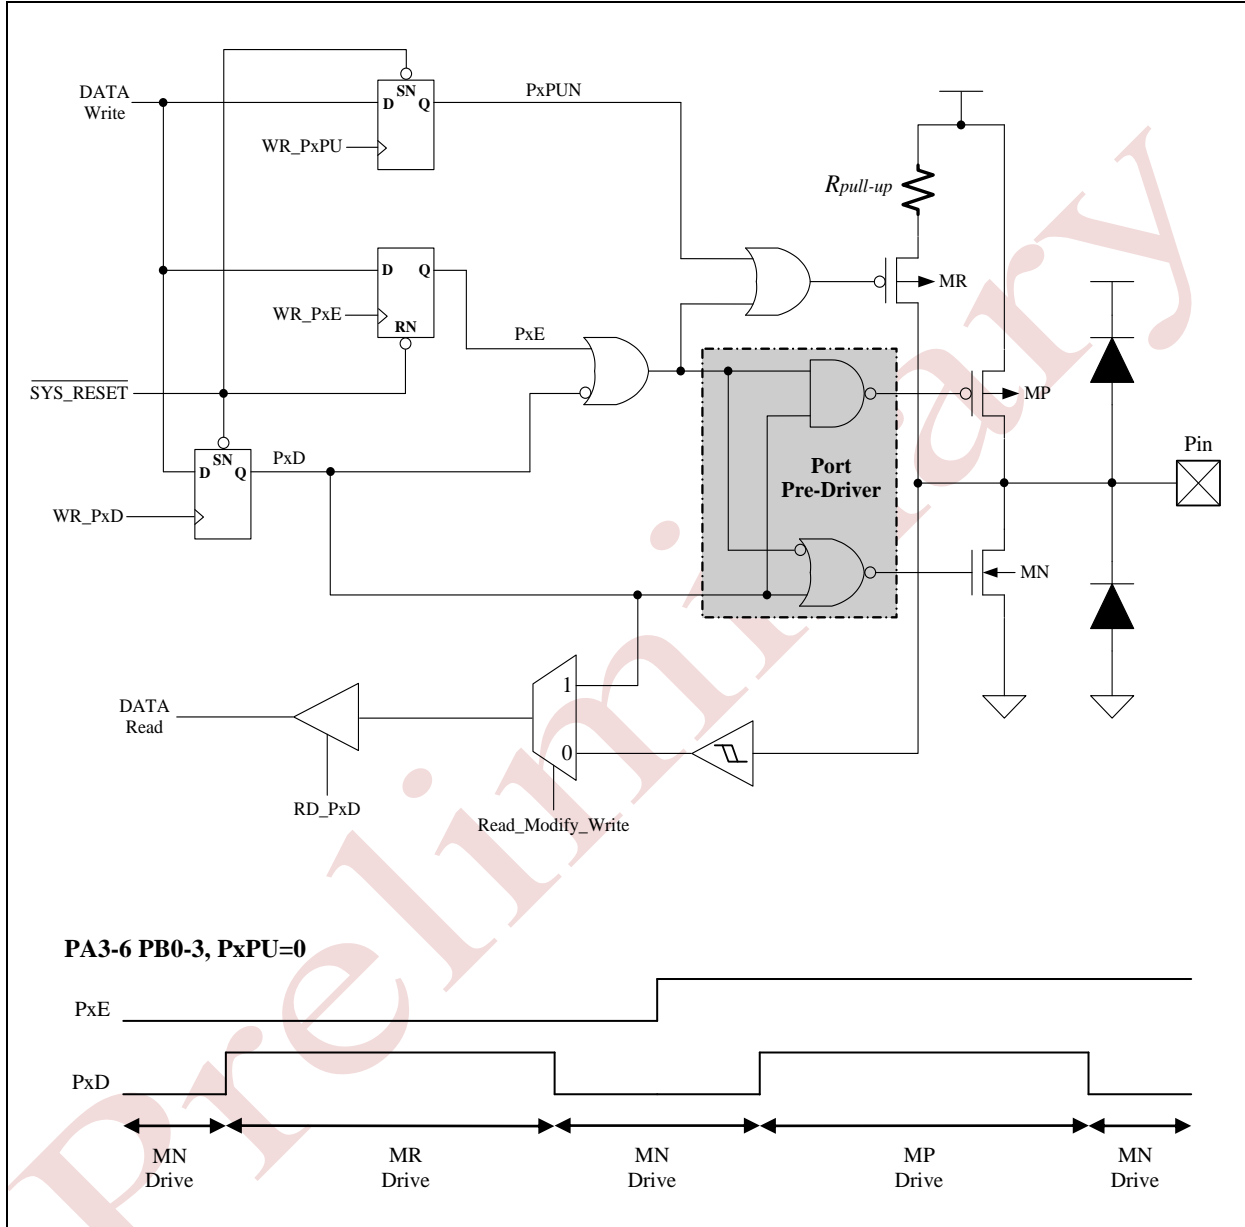 DATA
Write
SN
D Q
PxPUN
WR_PxPU
Rpull-up
D Q
WR_PxE
RN
PxE
MR
SYS_RESET
SN
D Q
PxD
WR_PxD
MP
Port
Pre-Driver
Pin
MN
1
DATA
Read
0
RD_PxD
Read_Modify_Write
PA3-6 PB0-3, PxPU=0
PxE
PxD
MN
Drive
MR
Drive
MN
Drive
MP
Drive
MN
Drive
Preliminary